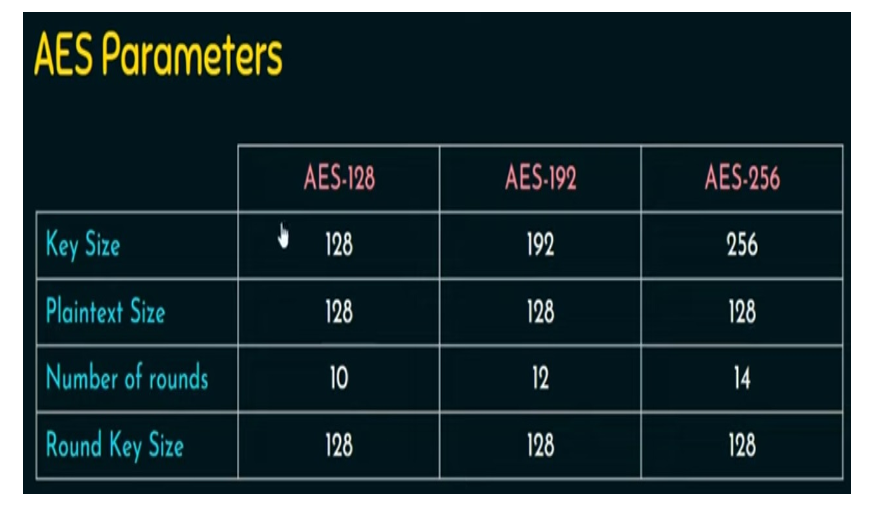 AES Parameters
AES-128 AES-192 AES-256
Key Size 128 192 256
Plaintext Size 128 128 128
Number of rounds 10 12 14
Round Key Size 128 128 128